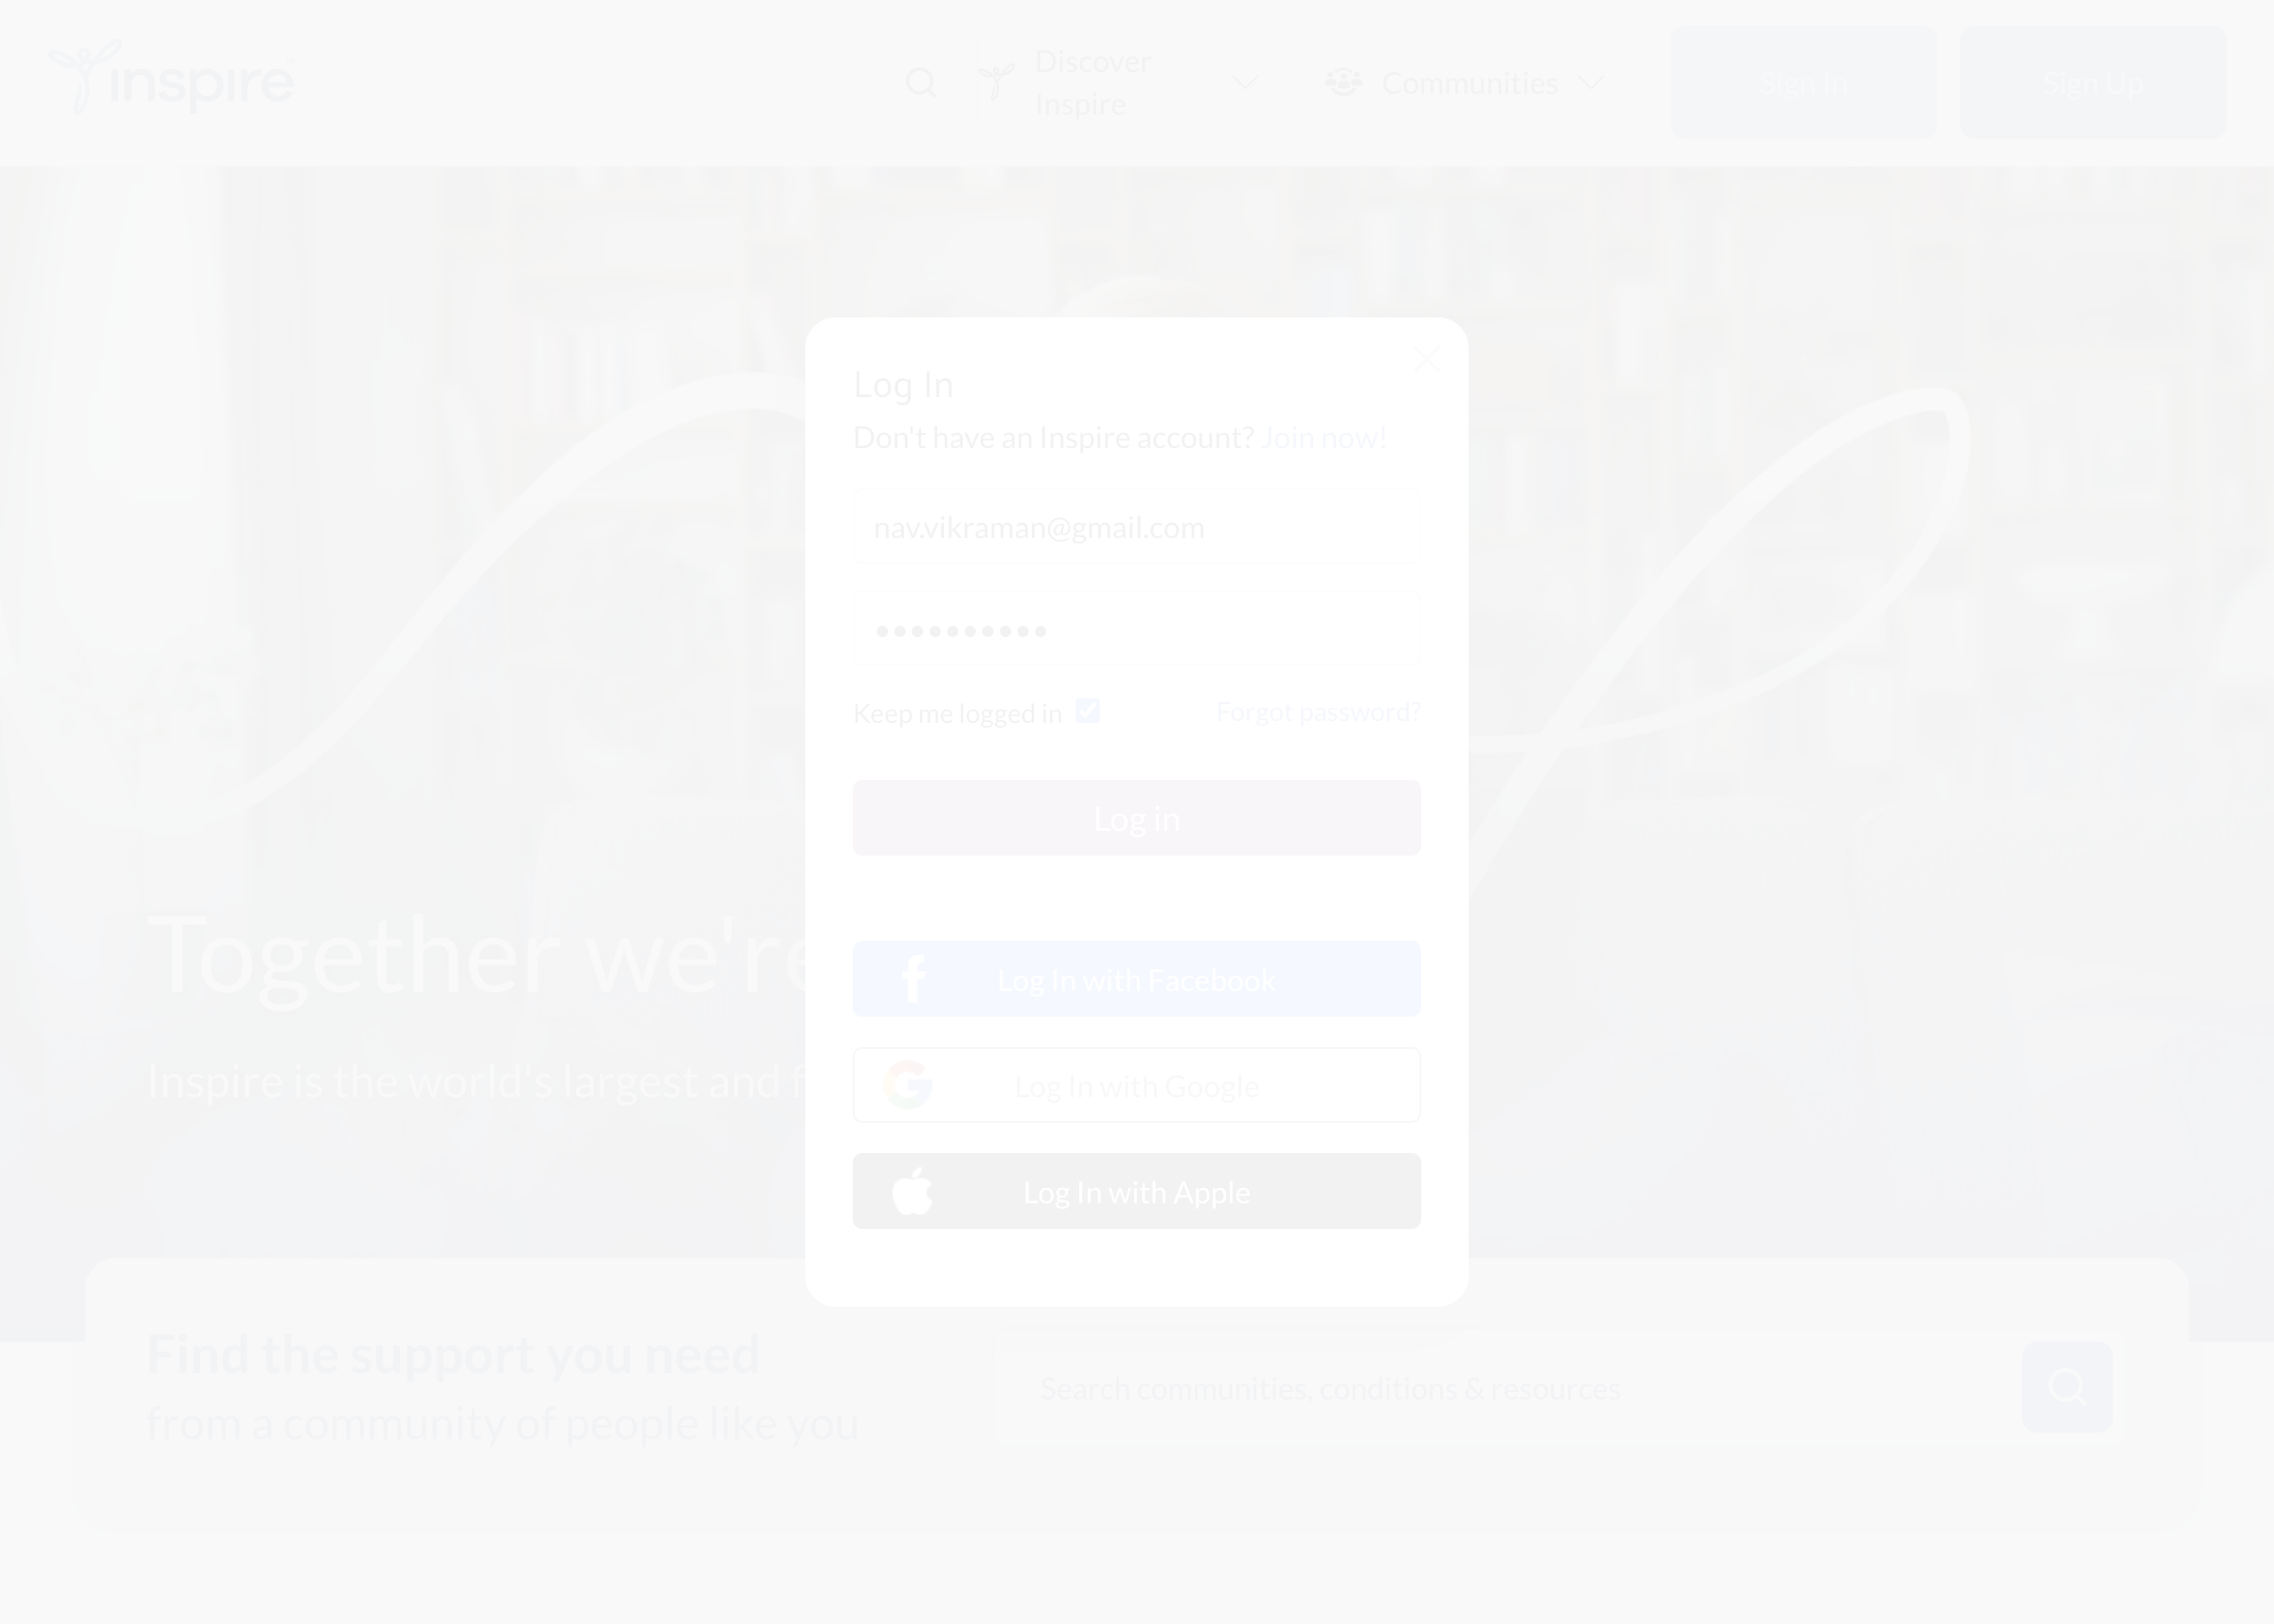 inspire
Discover
Inspire
Communities
Sign In
Sign Up
Log In
Don't have an Inspire account? Join now!
nav.vikraman@gmail.com
•••••••••• 
Keep me logged in
Forgot password?
Log in
Together we're
Log In with Facebook
Inspire is the world's largest and
Log In with Google
Log In with Apple
Find the support you need
from a community of people like you
Search communities, conditions & resources